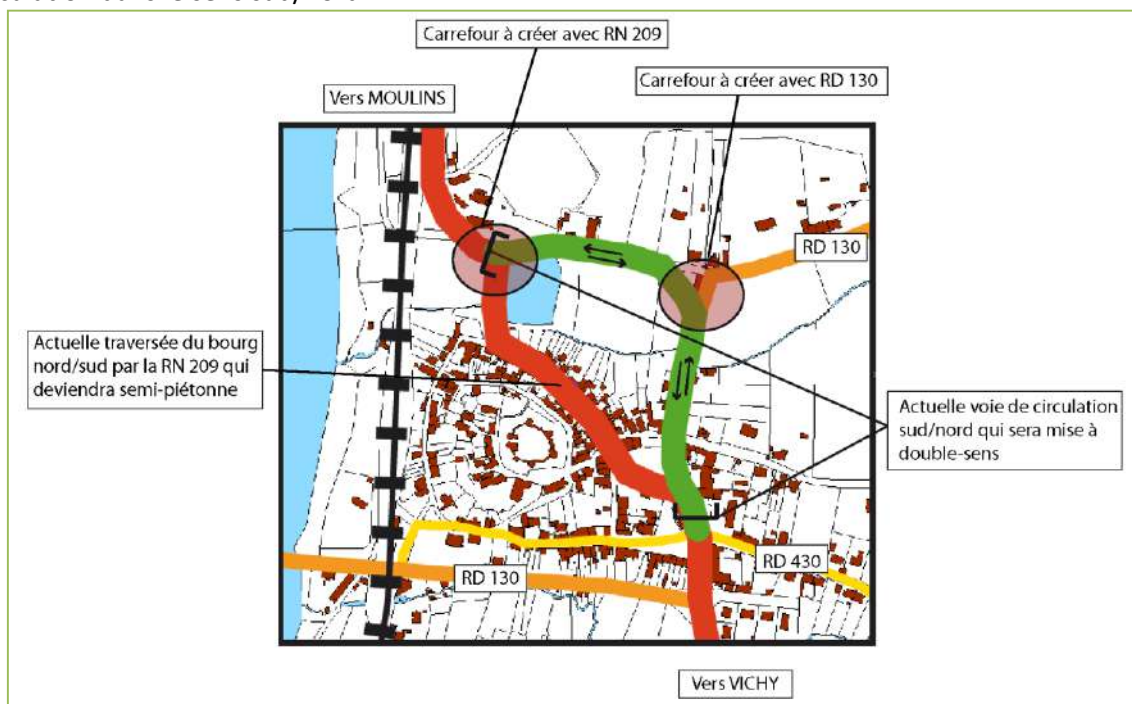 Carrefour à créer avec RN 209
Carrefour à créer avec RD 130
Vers MOULINS
RD 130
Actuelle traversée du bourg
nord/sud par la RN 209 qui
deviendra semi-piétonne
Actuelle voie de circulation
sud/nord qui sera mise à
double-sens
RD 430
RD 130
Vers VICHY